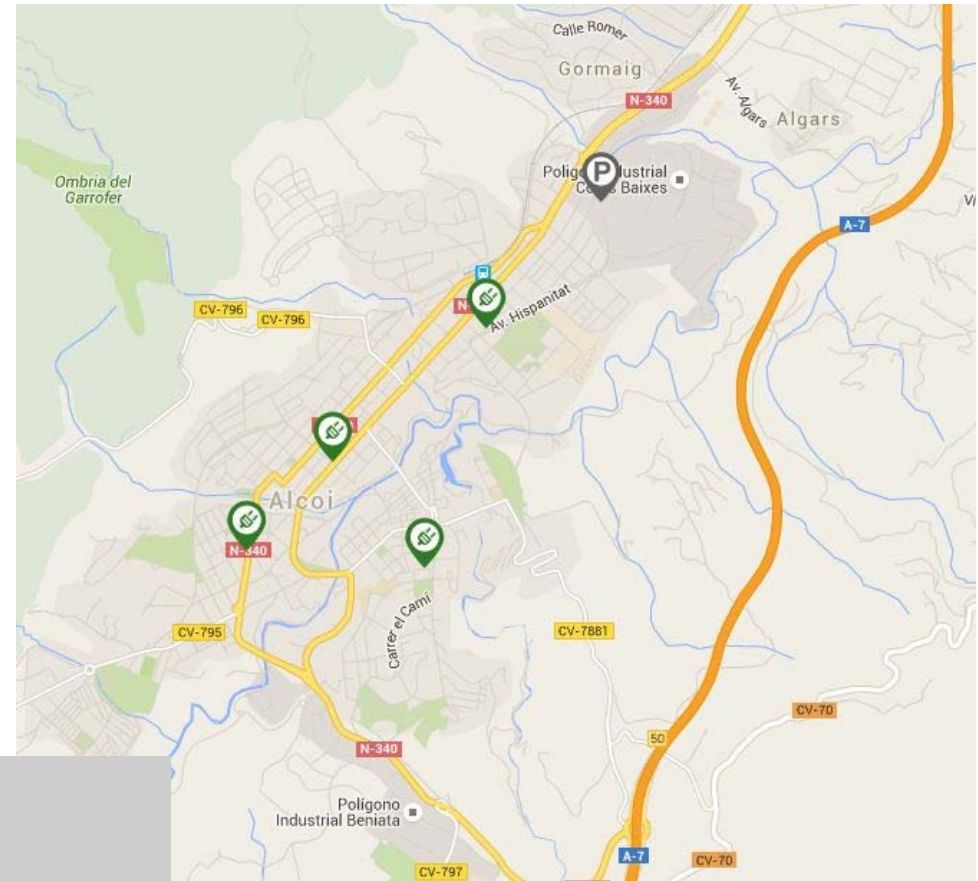 Calle Romer
Gormaig
N-340
Av. Algars
Algars
Ombria del
Garrofer
P
Baixes
A-7
CV-796
CV-796
Av. Hispanitat
Alcoi
N-340
CV-795
Carrer el Camí
CV-7881
CV-70
50
N-340
Polígono
Industrial Beniata
A-7
CV-70
CV-797